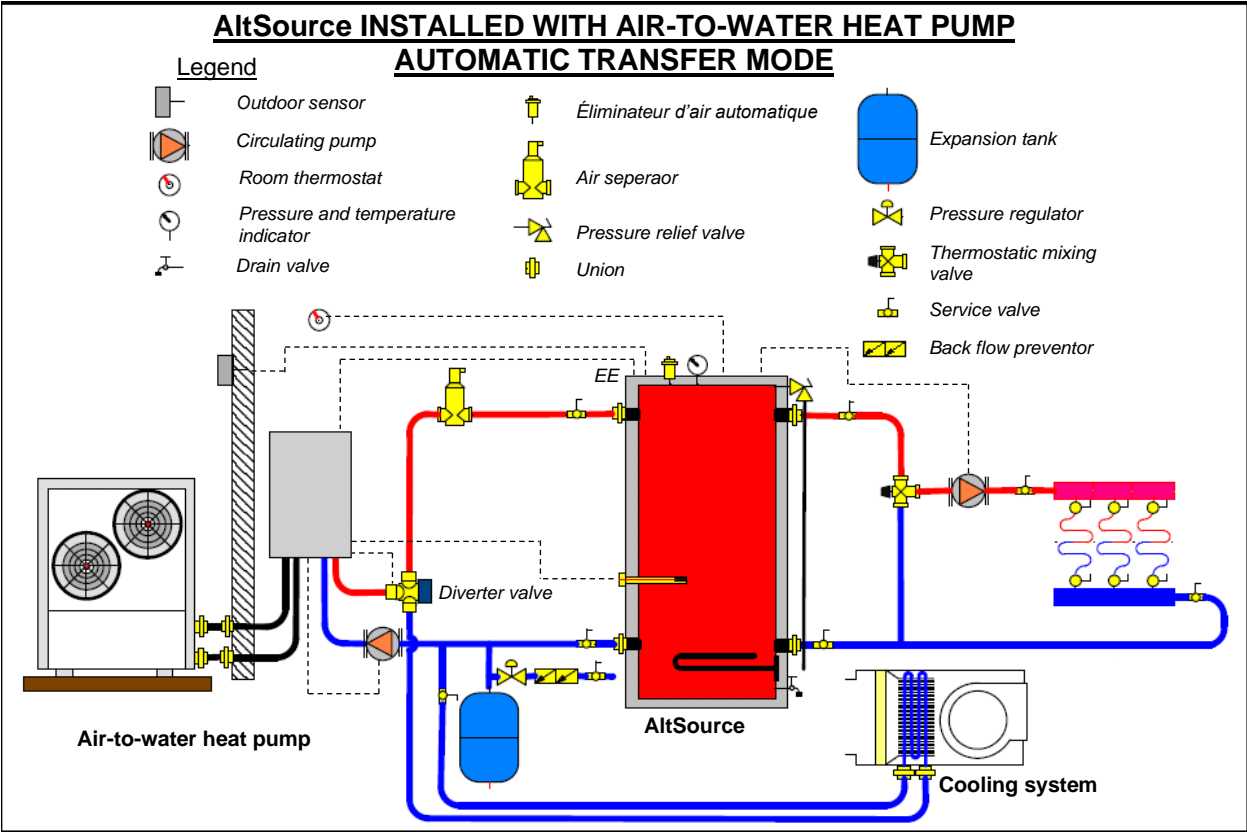 AltSource INSTALLED WITH AIR-TO-WATER HEAT PUMP
AUTOMATIC TRANSFER MODE
Legend
Outdoor sensor
Circulating pump
Room thermostat
Pressure and temperature
indicator
Drain valve
Éliminateur d'air automatique
Air seperaor
Pressure relief valve
Union
Expansion tank
Pressure regulator
Thermostatic mixing
valve
Service valve
Back flow preventor
EE
Diverter valve
AltSource
Air-to-water heat pump
Cooling system